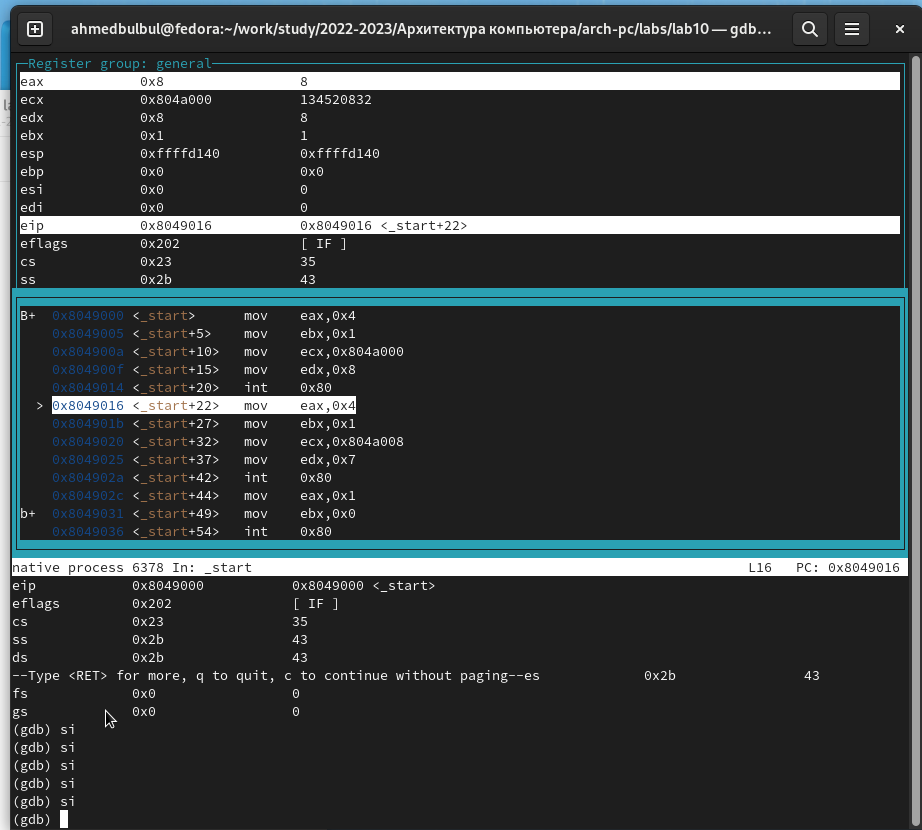 ahmedbulbul@fedora:~/work/study/2022-2023/Архитектура компьютера/arch-pc/labs/lab10 — gdb...
Register group: general
eax 0x8 8
ecx 0x804a000 134520832
edx 0x8 8
ebx 0x1 1
esp 0xffffd140 0xffffd140
ebp 0x0 0x0
esi 0x0 0
edi 0x0 0
eip 0x8049016 0x8049016 <_start+22>
eflags 0x202 [ IF ]
cs 0x23 35
ss 0x2b 43
B+ 0x8049000 <_start> mov eax,0x4
0x8049005 <_start+5> mov ebx,0x1
0x804900a <_start+10> mov ecx,0x804a000
0x804900f <_start+15> mov edx,0x8
0x8049014 <_start+20> int 0x80
> 0x8049016 <_start+22> mov eax,0x4
0x804901b <_start+27> mov ebx,0x1
0x8049020 <_start+32> mov ecx,0x804a008
0x8049025 <_start+37> mov edx,0x7
0x804902a <_start+42> int 0x80
0x804902c <_start+44> mov eax,0x1
b+ 0x8049031 <_start+49> mov ebx,0x0
0x8049036 <_start+54> int 0x80
native process 6378 In: _start L16 PC: 0x8049016
eip 0x8049000 0x8049000 <_start>
eflags 0x202 [ IF ]
cs 0x23 35
ss 0x2b 43
ds 0x2b 43
--Type <RET> for more, q to quit, c to continue without paging--es 0x2b 43
fs 0x0 0
gs 0x0 0
(gdb) si
(gdb) si
(gdb) si
(gdb) si
(gdb) si
(gdb)